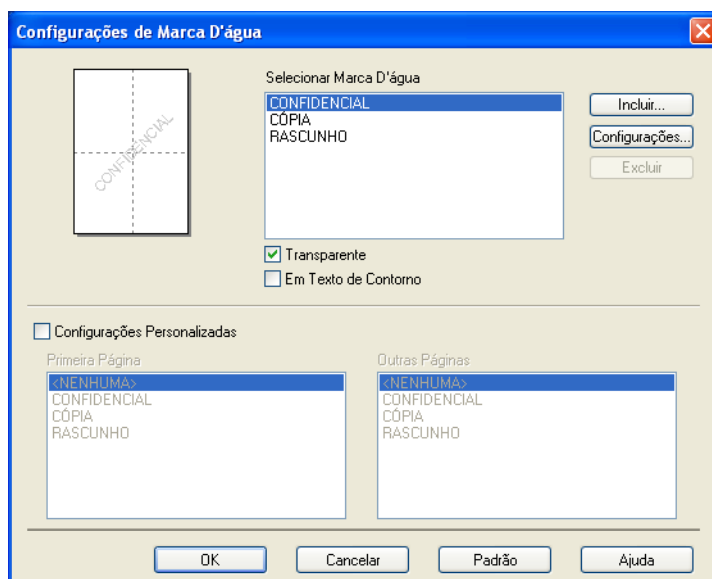 Configurações de Marca D'água
CONFIDENCIAL
Selecionar Marca D'água
CONFIDENCIAL
CÓPIA
RASCUNHO
Incluir...
Configurações...
Excluir
Transparente
Em Texto de Contorno
Configurações Personalizadas
Primeira Página
<NENHUMA>
CONFIDENCIAL
CÓPIA
RASCUNHO
Outras Páginas
<NENHUMA>
CONFIDENCIAL
CÓPIA
RASCUNHO
OK Cancelar Padrão Ajuda